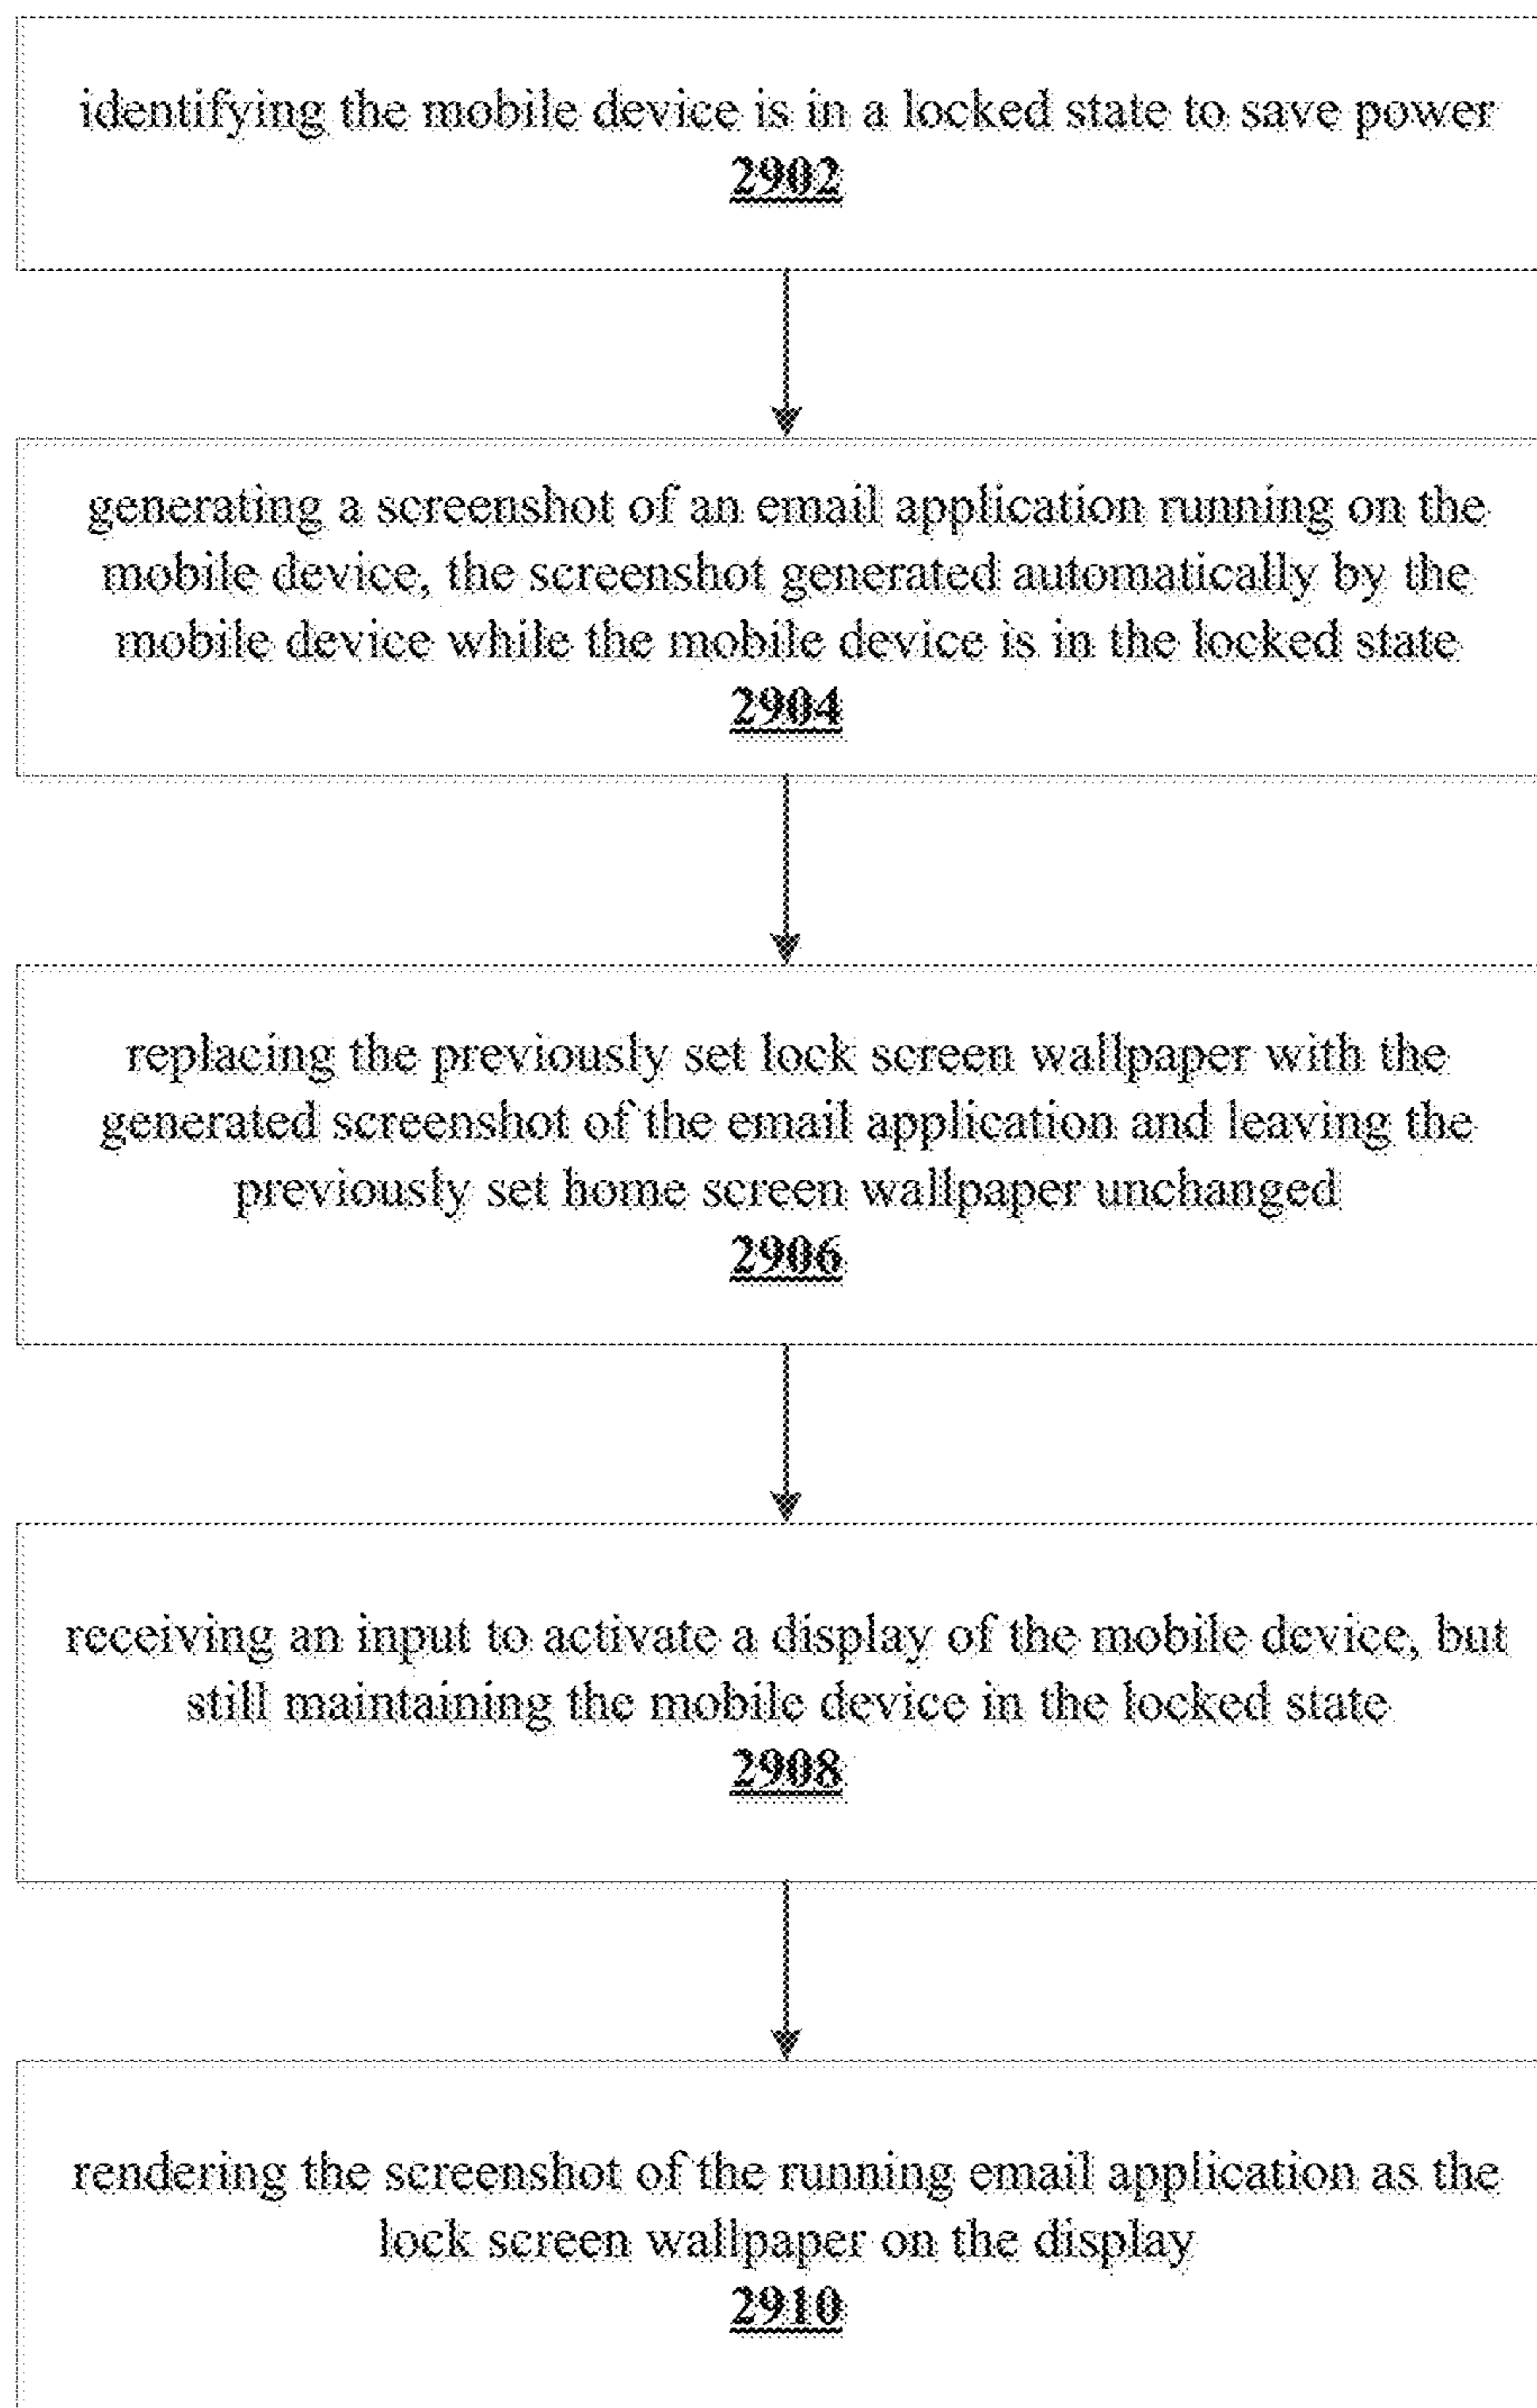 identifying the mobile device is in a locked state to save power
2902
generating a screenshot of an email application running on the
mobile device, the screenshot generated automatically by the
mobile device while the mobile device is in the locked state
2904
replacing the previously set lock screen wallpaper with the
generated screenshot of the email application and leaving the
previously set home screen wallpaper unchanged
2906
receiving an input to activate a display of the mobile device, but
still maintaining the mobile device in the locked state
2908
rendering the screenshot of the running email application as the
lock screen wallpaper on the display
2910